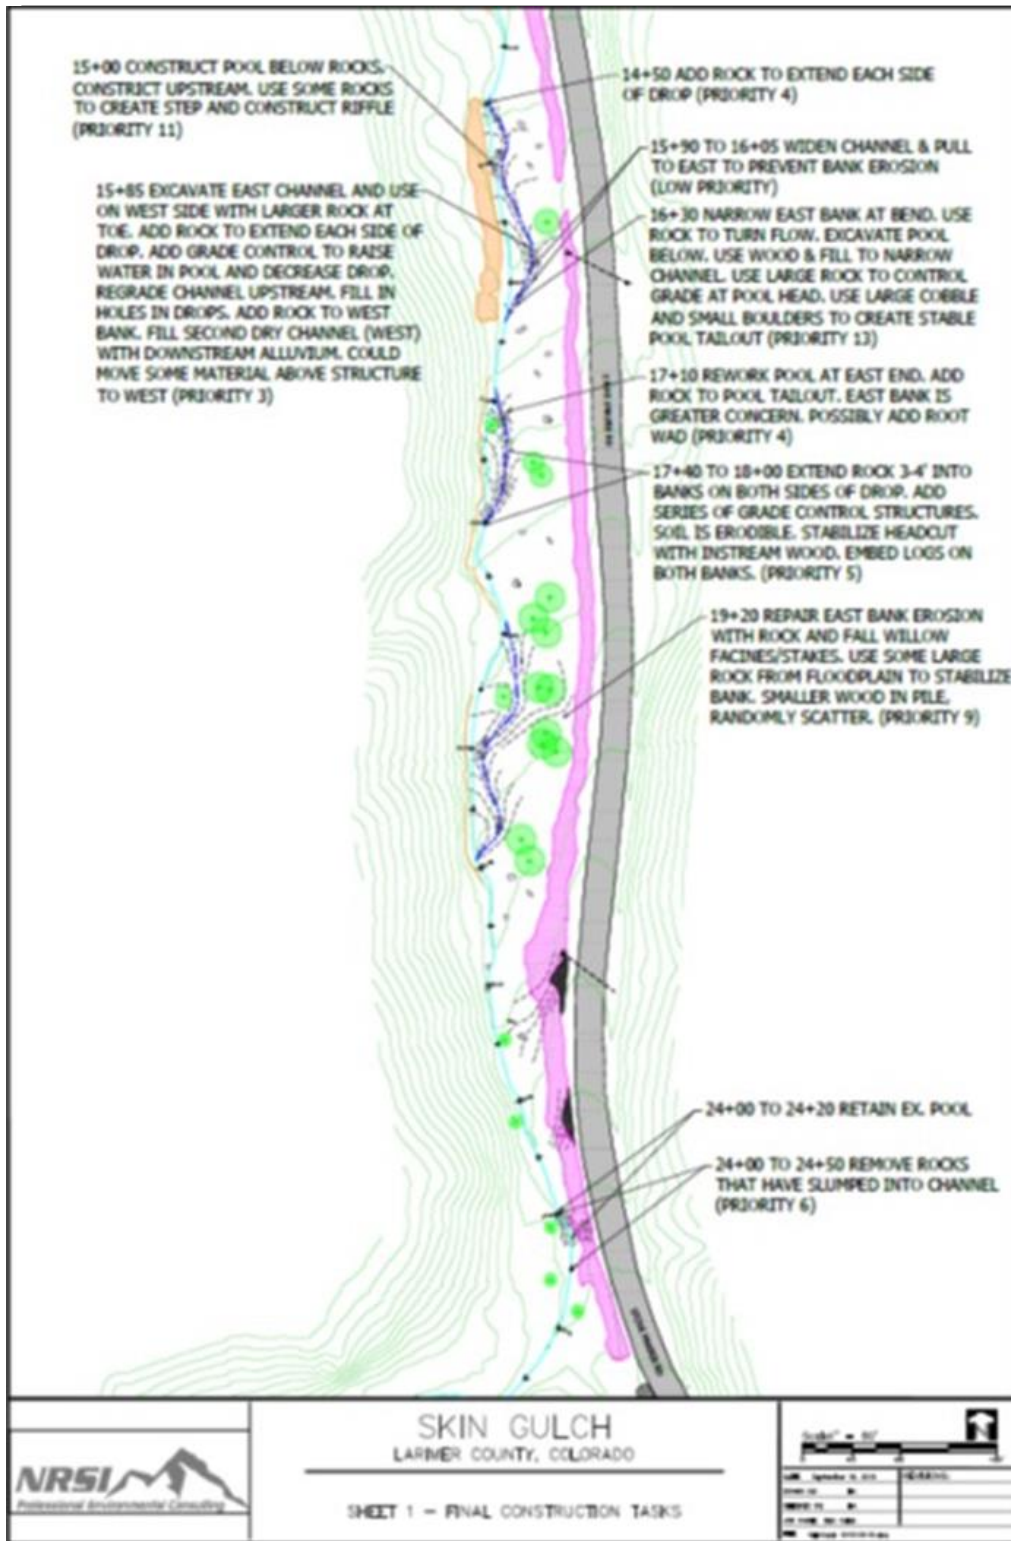 15+00 CONSTRUCT POOL BELOW ROCKS.
CONSTRICT UPSTREAM. USE SOME ROCKS
TO CREATE STEP AND CONSTRUCT RIFFLE
(PRIORITY 11)
14+50 ADD ROCK TO EXTEND EACH SIDE
OF DROP (PRIORITY 4)
15+90 TO 16+05 WIDEN CHANNEL & PULL
TO EAST TO PREVENT BANK EROSION
(LOW PRIORITY)
15+85 EXCAVATE EAST CHANNEL AND USE
ON WEST SIDE WITH LARGER ROCK AT
TOE. ADD ROCK TO EXTEND EACH SIDE OF
DROP. ADD GRADE CONTROL TO RAISE
WATER IN POOL AND DECREASE DROP.
REGRADE CHANNEL UPSTREAM. FILL IN
HOLES IN DROPS. ADD ROCK TO WEST
BANK. FILL SECOND DRY CHANNEL (WEST)
WITH DOWNSTREAM ALLUVIUM. COULD
MOVE SOME MATERIAL ABOVE STRUCTURE
TO WEST (PRIORITY 3)
16+30 NARROW EAST BANK AT BEND. USE
ROCK TO TURN FLOW. EXCAVATE POOL
BELOW. USE WOOD & FILL TO NARROW
CHANNEL. USE LARGE ROCK TO CONTROL
GRADE AT POOL HEAD. USE LARGE COBBLE
AND SMALL BOULDERS TO CREATE STABLE
POOL TAILOUT (PRIORITY 13)
17+10 REWORK POOL AT EAST END. ADD
ROCK TO POOL TAILOUT. EAST BANK IS
GREATER CONCERN. POSSIBLY ADD ROOT
WAD (PRIORITY 4)
17+40 TO 18+00 EXTEND ROCK 3-4' INTO
BANKS ON BOTH SIDES OF DROP. ADD
SERIES OF GRADE CONTROL STRUCTURES.
SOIL IS ERODIBLE. STABILIZE HEADCUT
WITH INSTREAM WOOD. EMBED LOGS ON
BOTH BANKS. (PRIORITY 5)
19+20 REPAIR EAST BANK EROSION
WITH ROCK AND FALL WILLOW
FACINES/STAKES. USE SOME LARGE
ROCK FROM FLOODPLAIN TO STABILIZE
BANK. SMALLER WOOD IN PILE,
RANDOMLY SCATTER. (PRIORITY 9)
24+00 TO 24+20 RETAIN EX. POOL
24+00 TO 24+50 REMOVE ROCKS
THAT HAVE SLUMPED INTO CHANNEL
(PRIORITY 6)
NRSI
Professional Environmental Consulting
SKIN GULCH
LARIMER COUNTY, COLORADO
SHEET 1 - FINAL CONSTRUCTION TASKS
N